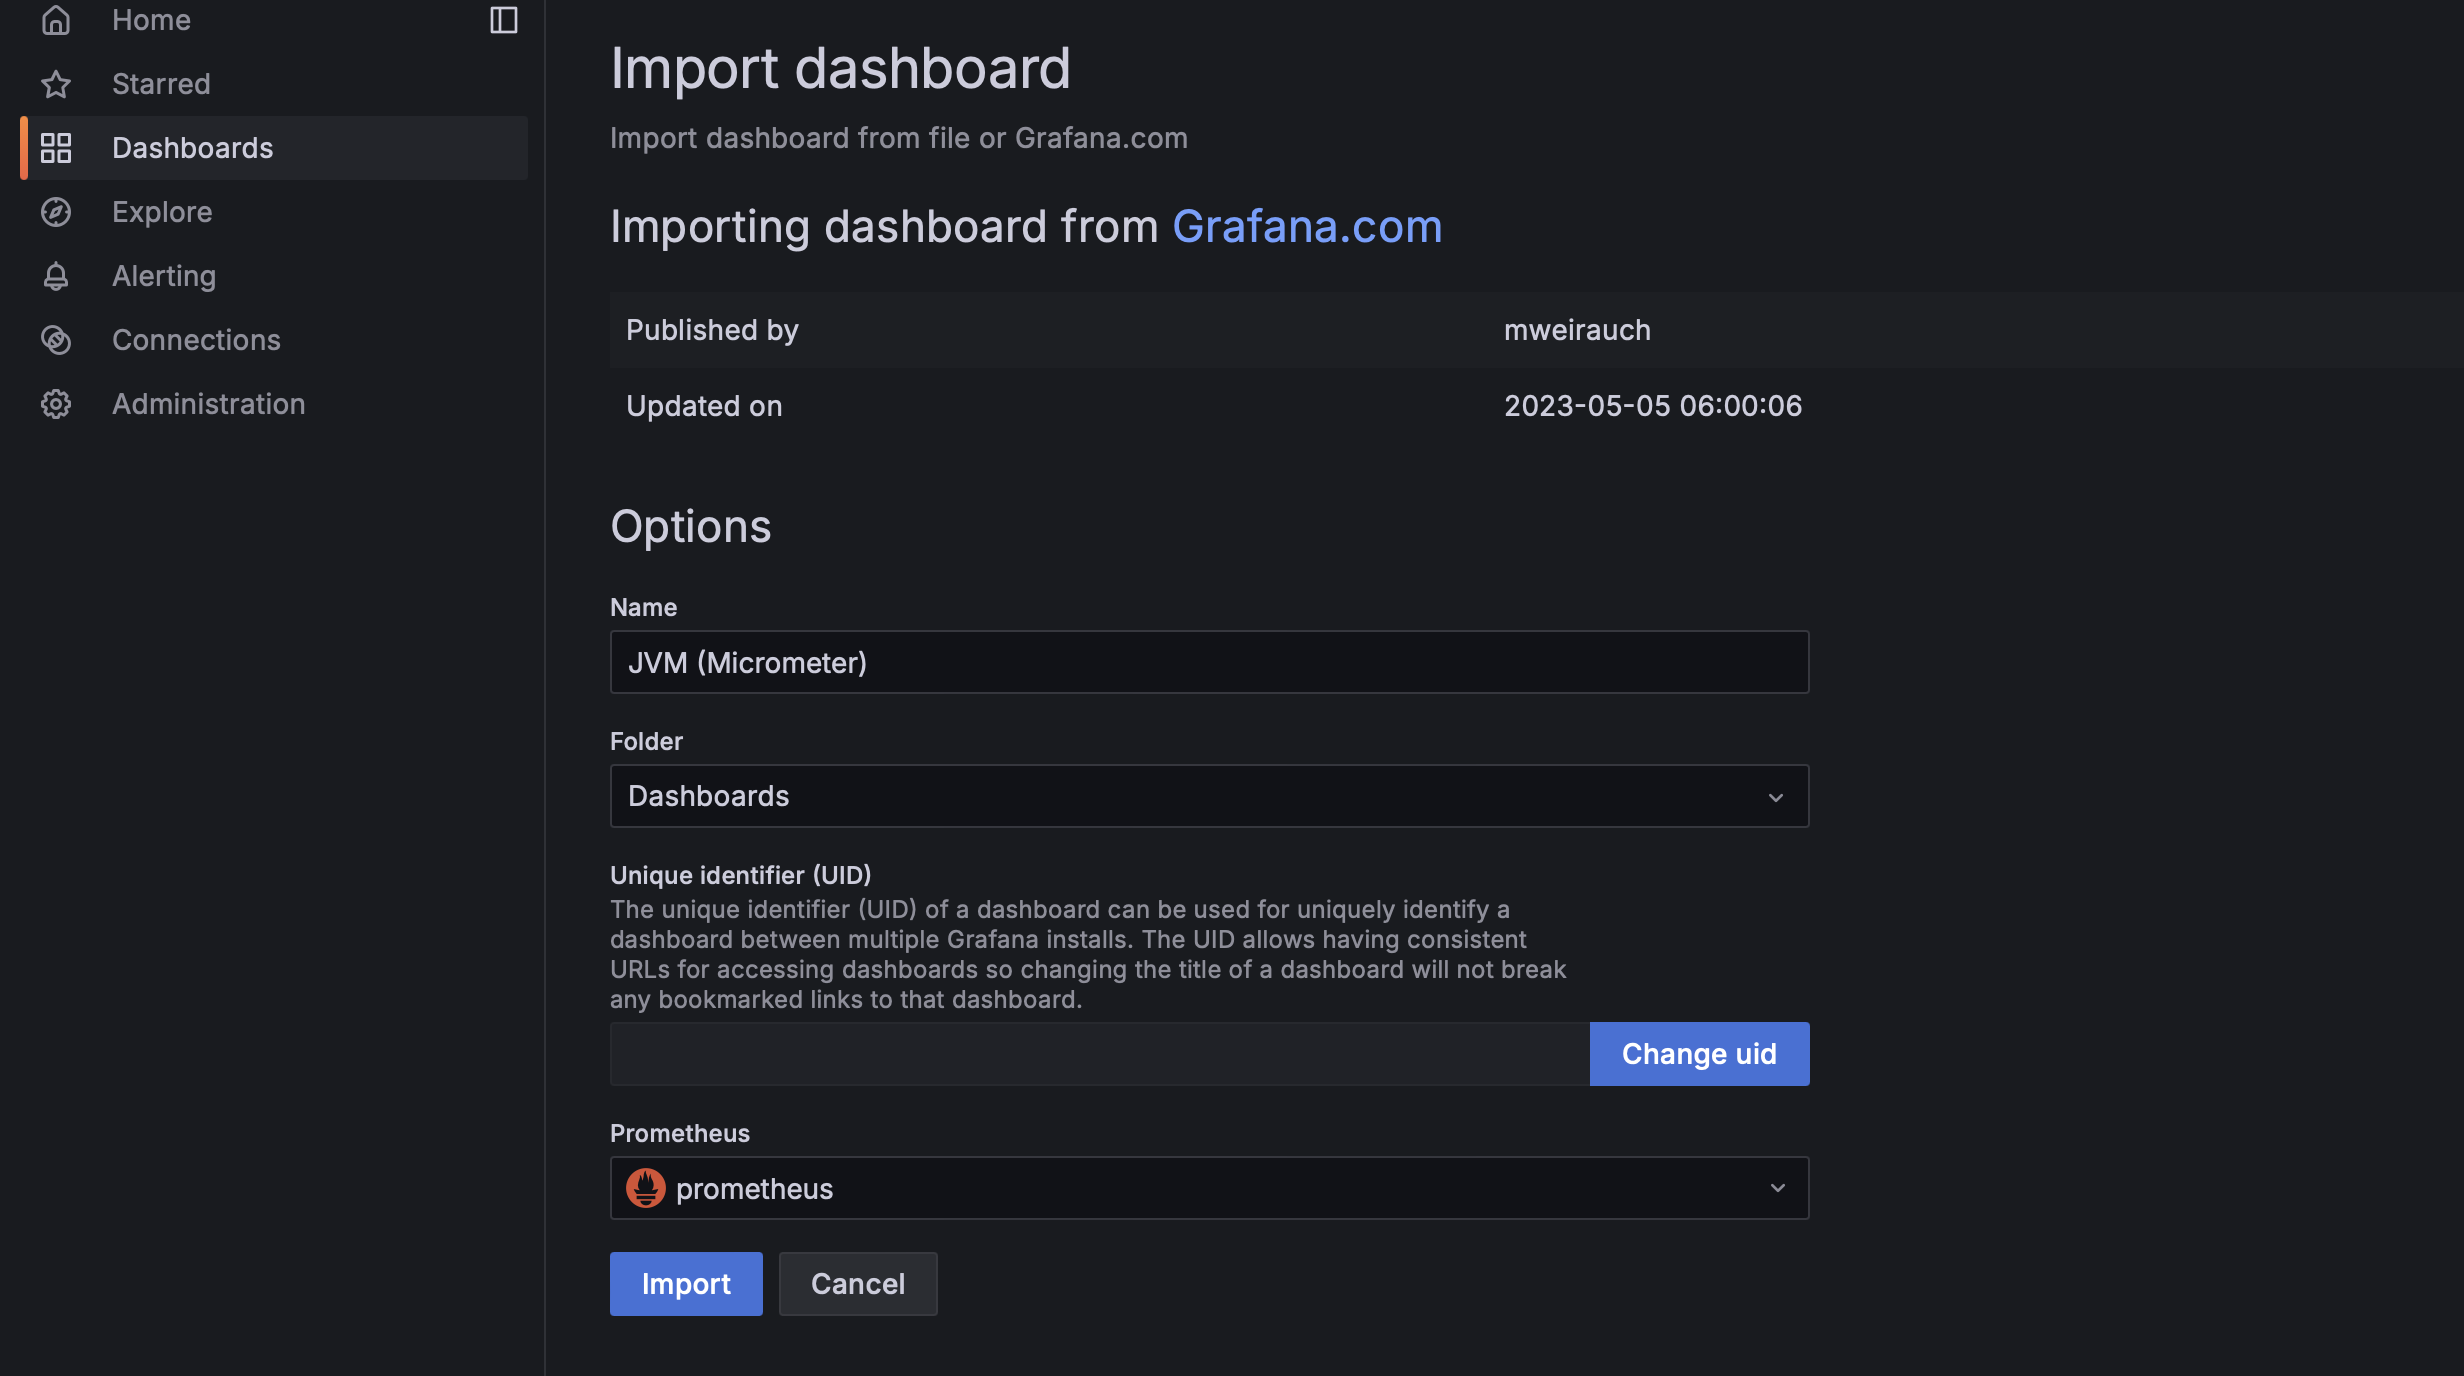 Home
Starred
Dashboards
Explore
Alerting
Connections
Administration
Import dashboard
Import dashboard from file or Grafana.com
Importing dashboard from Grafana.com
Published by mweirauch
Updated on 2023-05-05 06:00:06
Options
Name
JVM (Micrometer)
Folder
Dashboards
Unique identifier (UID)
The unique identifier (UID) of a dashboard can be used for uniquely identify a
dashboard between multiple Grafana installs. The UID allows having consistent
URLs for accessing dashboards so changing the title of a dashboard will not break
any bookmarked links to that dashboard.
Change uid
Prometheus
prometheus
Import Cancel